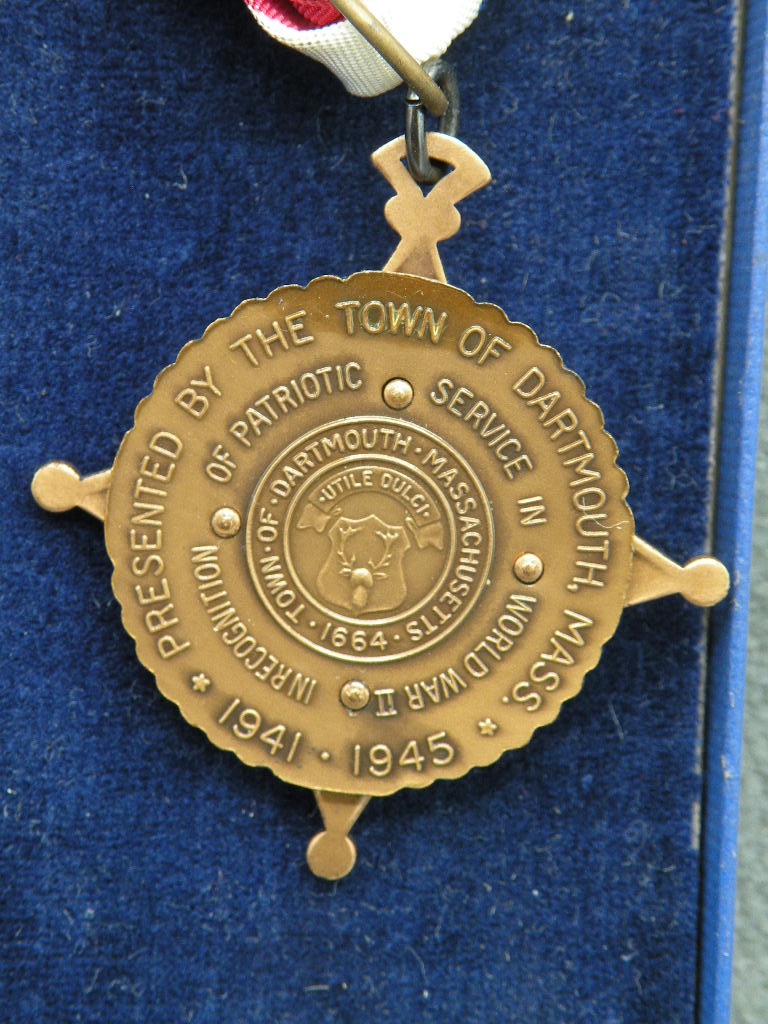 PRESENTED BY THE TOWN OF DARTMOUTH, MASS.
* 1941 · 1945 *
IN RECOGNITION OF PATRIOTIC SERVICE IN WORLD WAR II
TOWN·OF·DARTMOUTH·MASSACHUSETTS
·1664·
·UTILE DULCI·